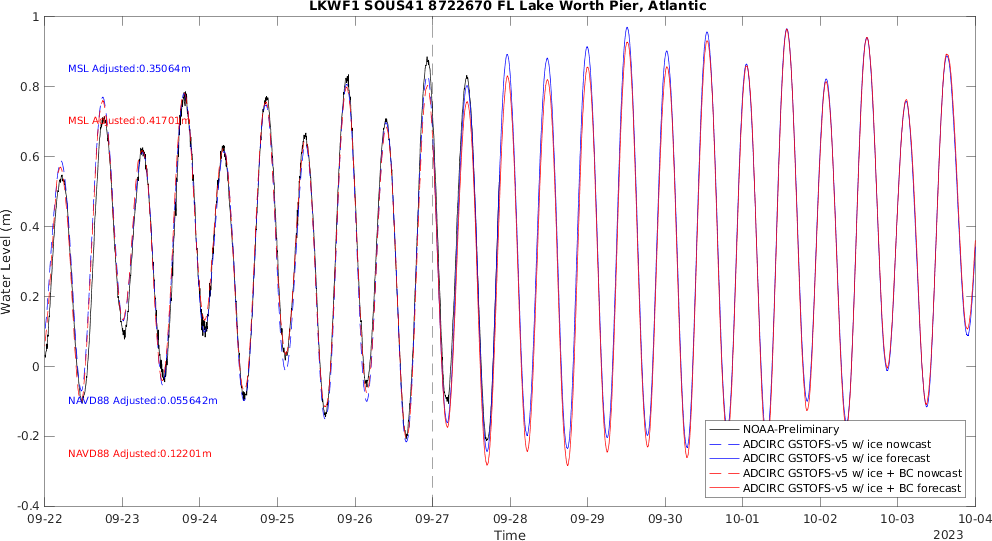 LKWF1 SOUS41 8722670 FL Lake Worth Pier, Atlantic
1
0.8
0.6
0.4
0.2
0
-0.2
-0.4
Water Level (m)
MSL Adjusted:0.35064m
MSL Adjusted:0.41701m
NAVD88 Adjusted:0.055642m
NAVD88 Adjusted:0.12201m
NOAA-Preliminary
ADCIRC GSTOFS-v5 w/ ice nowcast
ADCIRC GSTOFS-v5 w/ ice forecast
ADCIRC GSTOFS-v5 w/ ice + BC nowcast
ADCIRC GSTOFS-v5 w/ ice + BC forecast
09-22 09-23 09-24 09-25 09-26 09-27 09-28 09-29 09-30 10-01 10-02 10-03 10-04
Time
2023